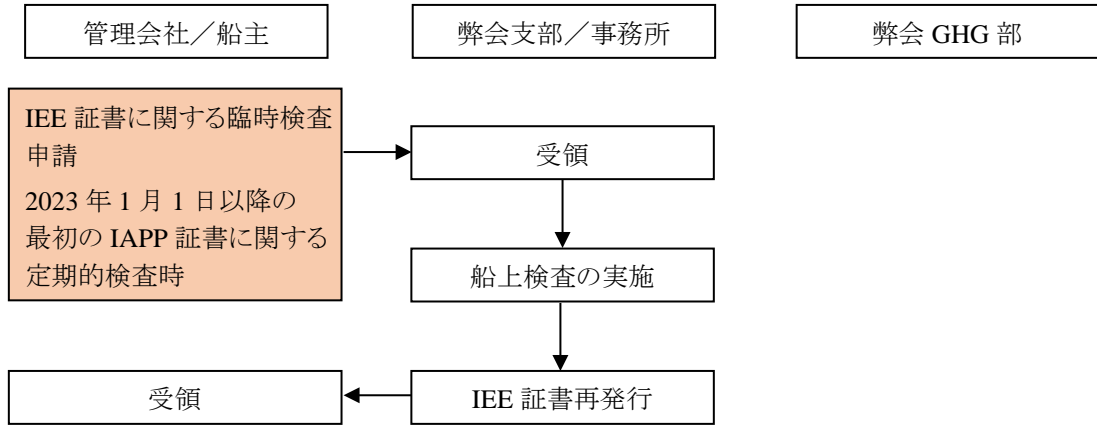 管理会社／船主
弊会支部／事務所
弊会 GHG 部
IEE 証書に関する臨時検査
申請
2023 年 1 月 1 日以降の
最初の IAPP 証書に関する
定期的検査時
受領
船上検査の実施
受領
IEE 証書再発行